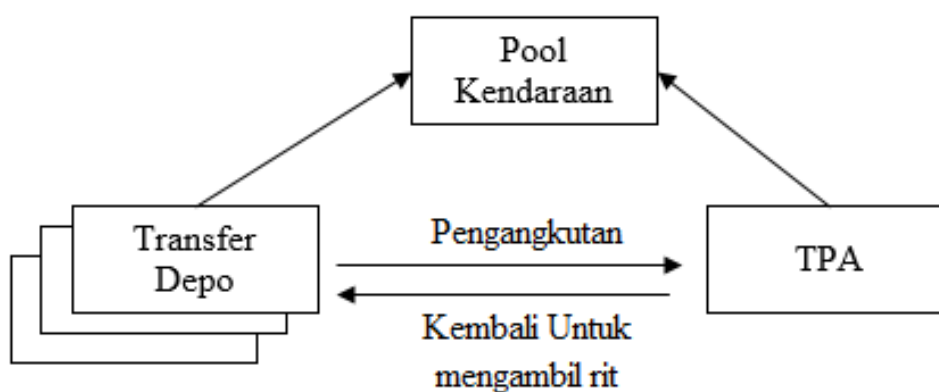 Pool
Kendaraan
Transfer
Depo
Pengangkutan
TPA
Kembali Untuk
mengambil rit